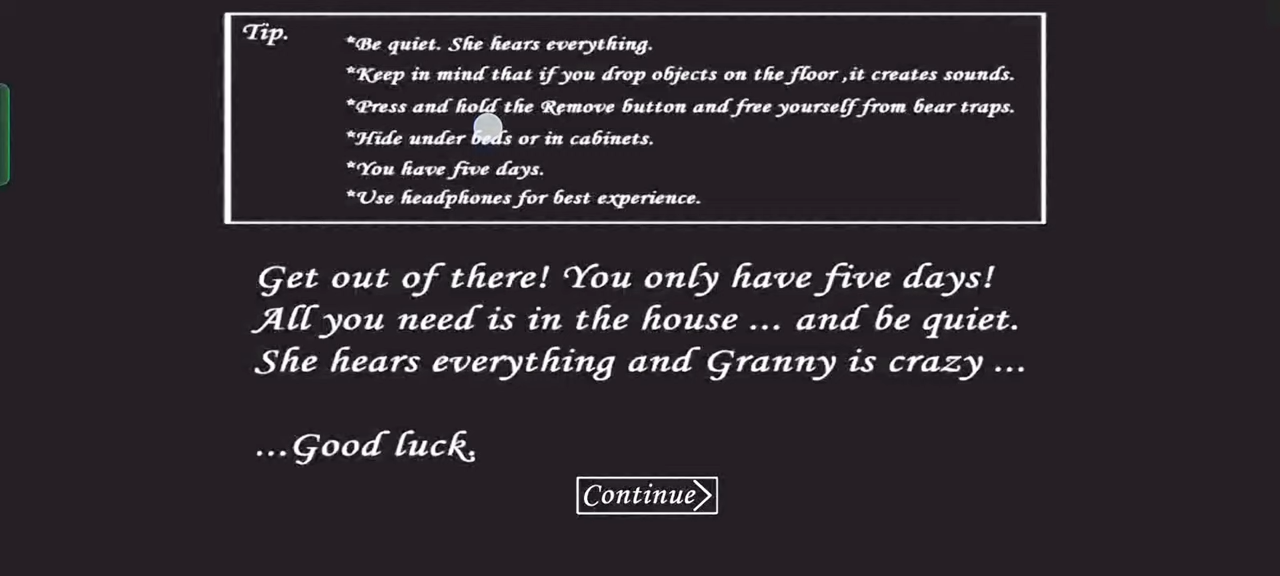 Tip.
*Be quiet. She hears everything.
*Keep in mind that if you drop objects on the floor ,it creates sounds.
*Press and hold the Remove button and free yourself from bear traps.
*Hide under beds or in cabinets.
*You have five days.
*Use headphones for best experience.
Get out of there! You only have five days!
All you need is in the house ... and be quiet.
She hears everything and Granny is crazy ...
...Good luck.
Continue>